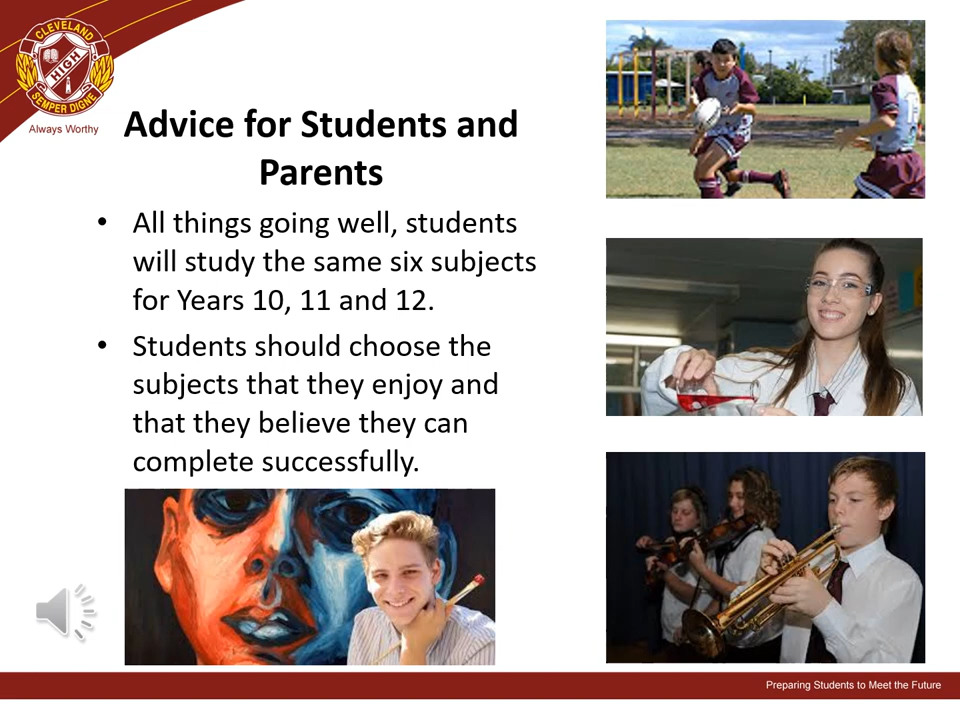 CLEVELAND
HIGH
SEMPER DIGNE
Always Worthy
Advice for Students and
Parents
• All things going well, students
will study the same six subjects
for Years 10, 11 and 12.
• Students should choose the
subjects that they enjoy and
that they believe they can
complete successfully.
Preparing Students to Meet the Future